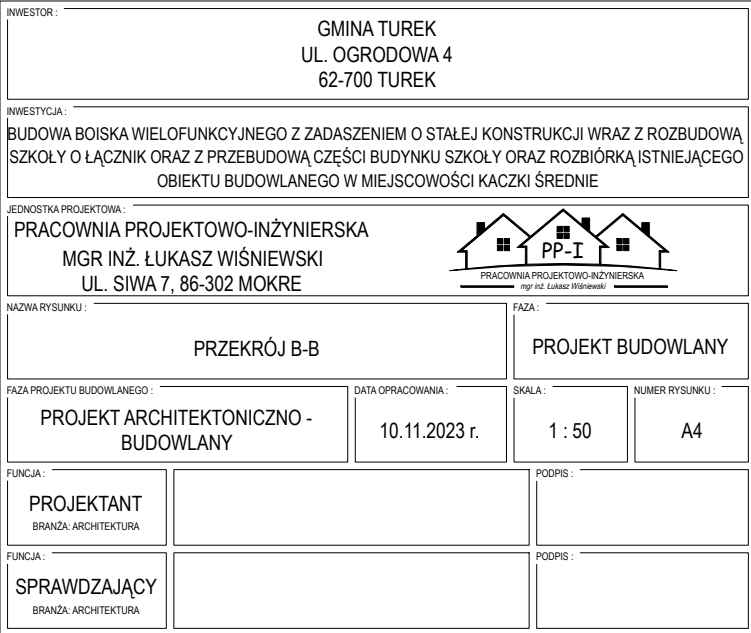 INWESTOR :
GMINA TUREK
UL. OGRODOWA 4
62-700 TUREK
INWESTYCJA :
BUDOWA BOISKA WIELOFUNKCYJNEGO Z ZADASZENIEM O STAŁEJ KONSTRUKCJI WRAZ Z ROZBUDOWĄ
SZKOŁY O ŁĄCZNIK ORAZ Z PRZEBUDOWĄ CZĘŚCI BUDYNKU SZKOŁY ORAZ ROZBIÓRKĄ ISTNIEJĄCEGO
OBIEKTU BUDOWLANEGO W MIEJSCOWOŚCI KACZKI ŚREDNIE
JEDNOSTKA PROJEKTOWA :
PRACOWNIA PROJEKTOWO-INŻYNIERSKA
MGR INŻ. ŁUKASZ WIŚNIEWSKI
UL. SIWA 7, 86-302 MOKRE
PP-I
PRACOWNIA PROJEKTOWO-INŻYNIERSKA
mgr inż. Łukasz Wiśniewski
NAZWA RYSUNKU :
PRZEKRÓJ B-B
FAZA :
PROJEKT BUDOWLANY
FAZA PROJEKTU BUDOWLANEGO :
PROJEKT ARCHITEKTONICZNO -
BUDOWLANY
DATA OPRACOWANIA :
10.11.2023 r.
SKALA :
1 : 50
NUMER RYSUNKU :
A4
FUNCJA :
PROJEKTANT
BRANŻA: ARCHITEKTURA
PODPIS :
FUNCJA :
SPRAWDZAJĄCY
BRANŻA: ARCHITEKTURA
PODPIS :